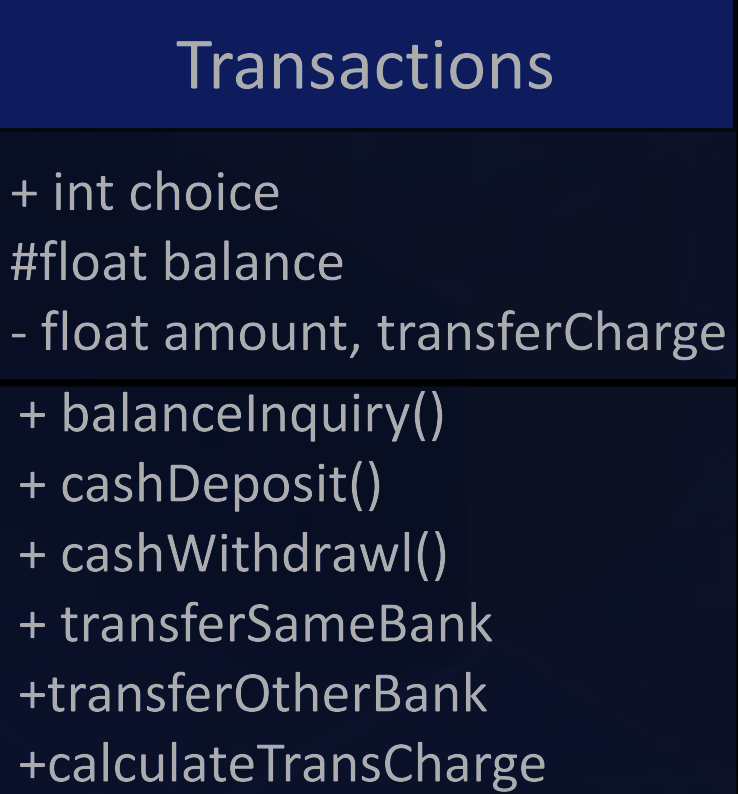 Transactions
+ int choice
#float balance
- float amount, transferCharge
+ balanceInquiry()
+ cashDeposit()
+ cashWithdrawl()
+ transferSameBank
+transferOtherBank
+calculateTransCharge